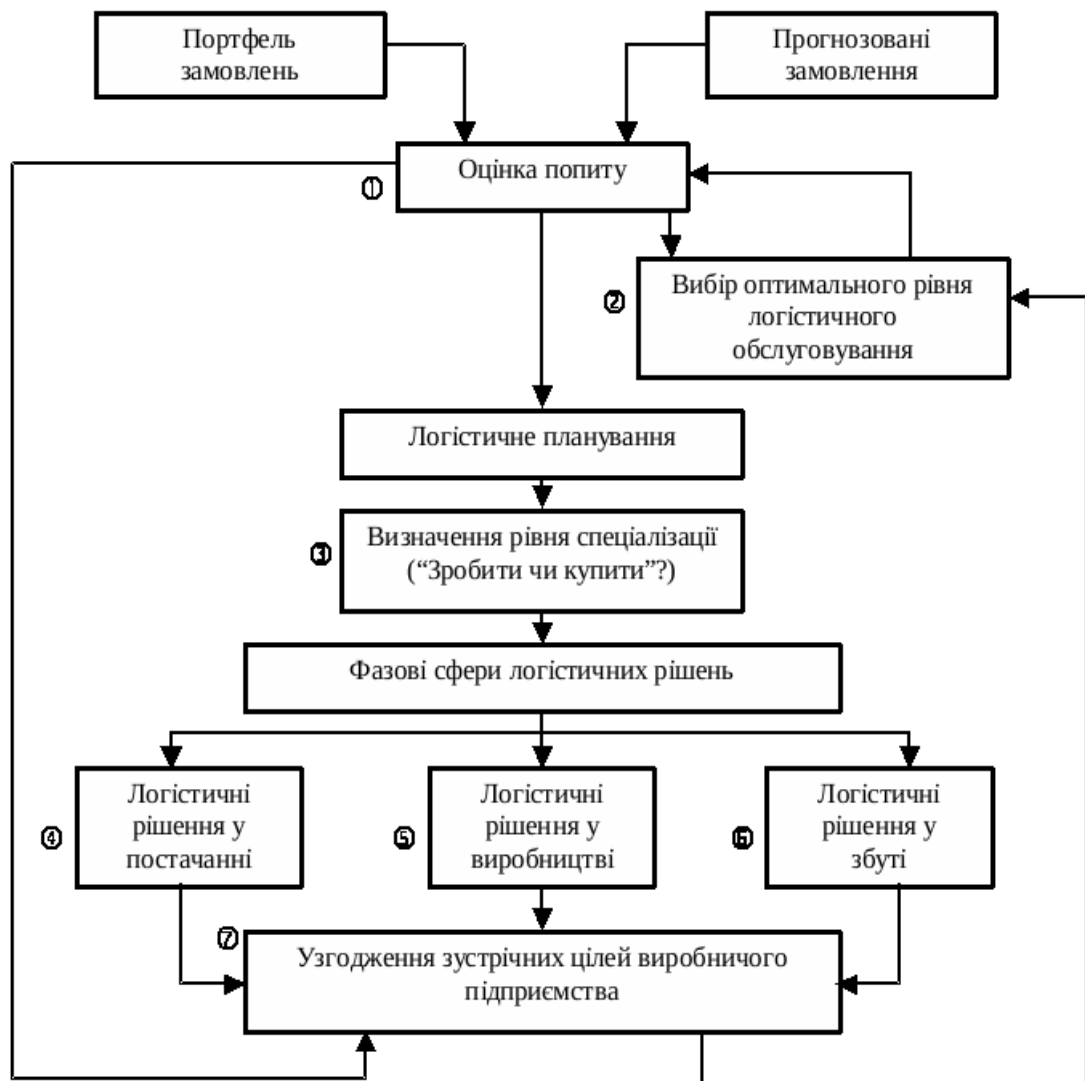 Портфель
замовлень
Прогнозовані
замовлення
Оцінка попиту
①
Вибір оптимального рівня
логістичного
обслуговування
②
Логістичне планування
Визначення рівня спеціалізації
(“Зробити чи купити”?)
③
Фазові сфери логістичних рішень
Логістичні
рішення у
постачанні
④
Логістичні
рішення у
виробництві
⑤
Логістичні
рішення у
збуті
⑥
⑦
Узгодження зустрічних цілей виробничого
підприємства